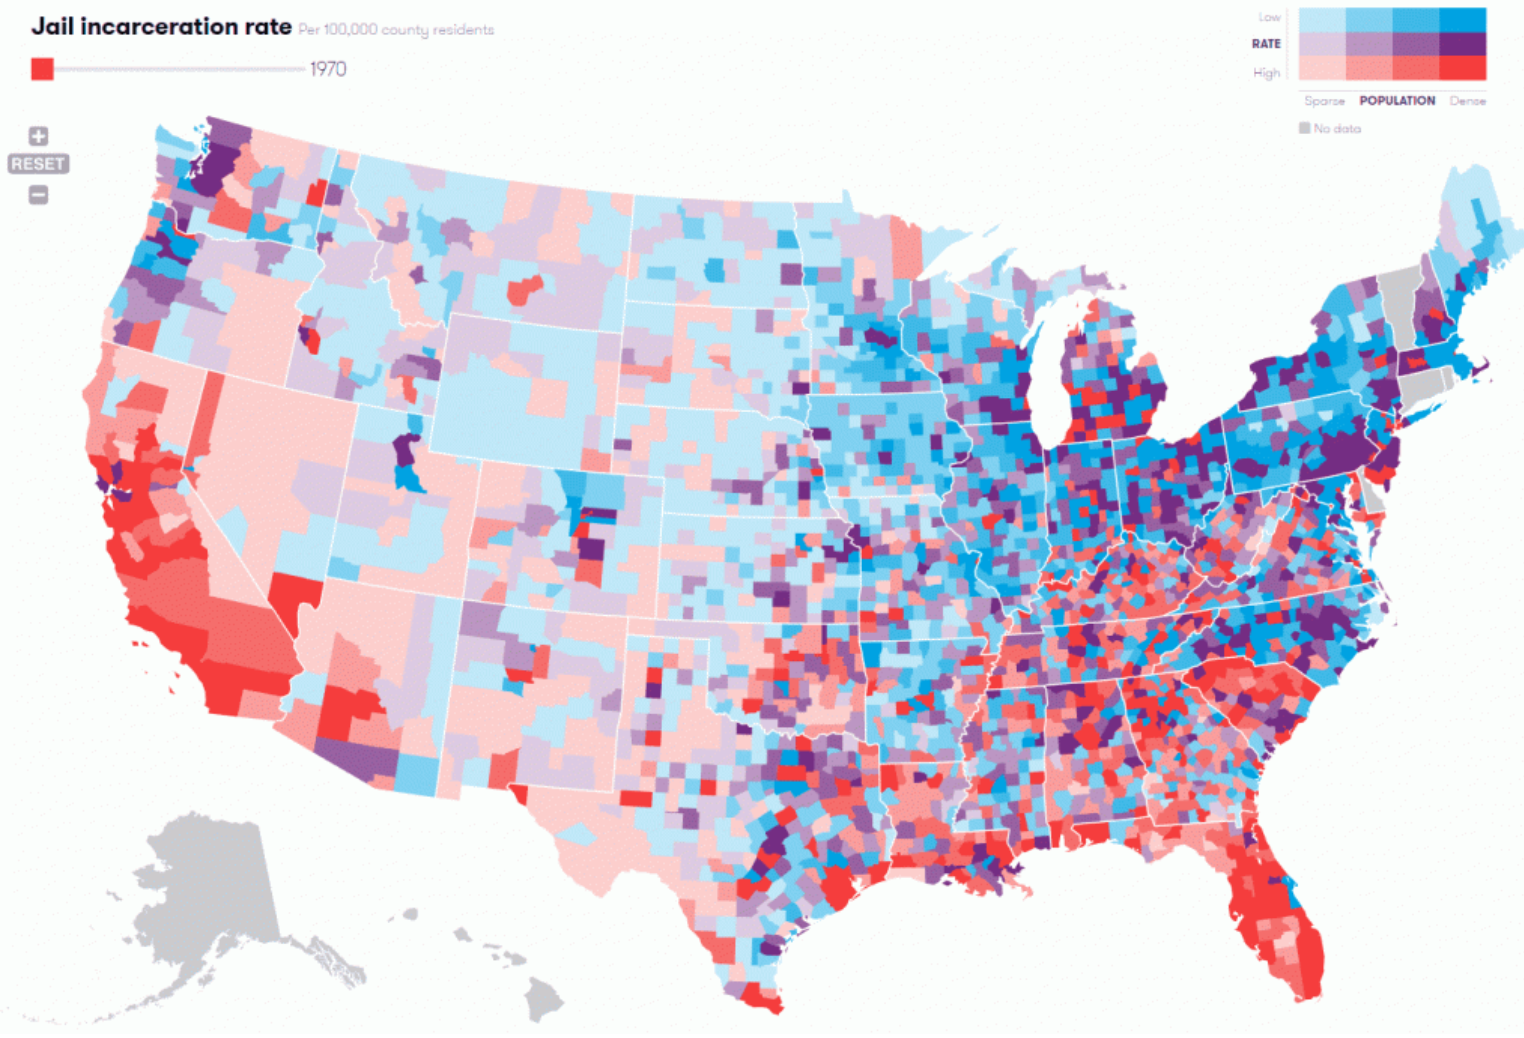 Jail incarceration rate Per 100,000 county residents
1970
+
RESET
−
Low
RATE
High
Sparse POPULATION Dense
No data